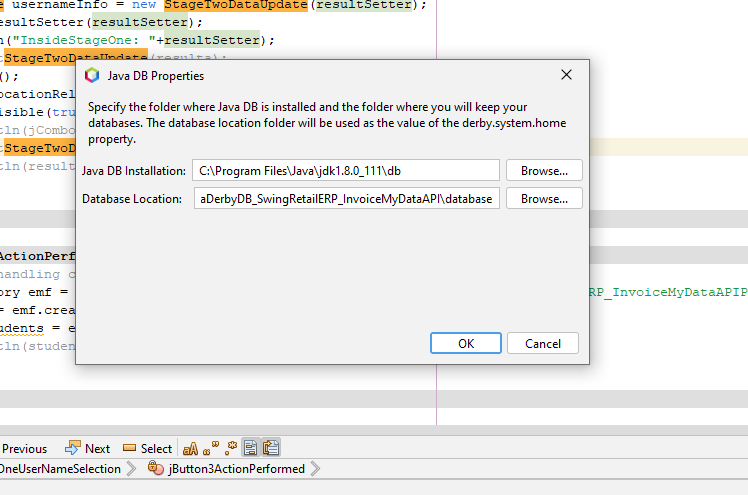 usernameInfo = new StageTwoDataUpdate(resultSetter);
esultSetter(resultSetter);
("InsideStageOne: "+resultSetter);
StageTwoDataUpdate(resulta);
();
ocationRel
isible(tru
ln(jCombo
StageTwoD
ln(result
Java DB Properties
Specify the folder where Java DB is installed and the folder where you will keep your
databases. The database location folder will be used as the value of the derby.system.home
property.
Java DB Installation: C:\Program Files\Java\jdk1.8.0_111\db Browse...
Database Location: aDerbyDB_SwingRetailERP_InvoiceMyDataAPI\database Browse...
OK Cancel
ActionPerf
handling c
ory emf = RP_InvoiceMyDataAPIP
= emf.crea
udents = e
tln(studen
Previous Next Select
OneUserNameSelection jButton3ActionPerformed